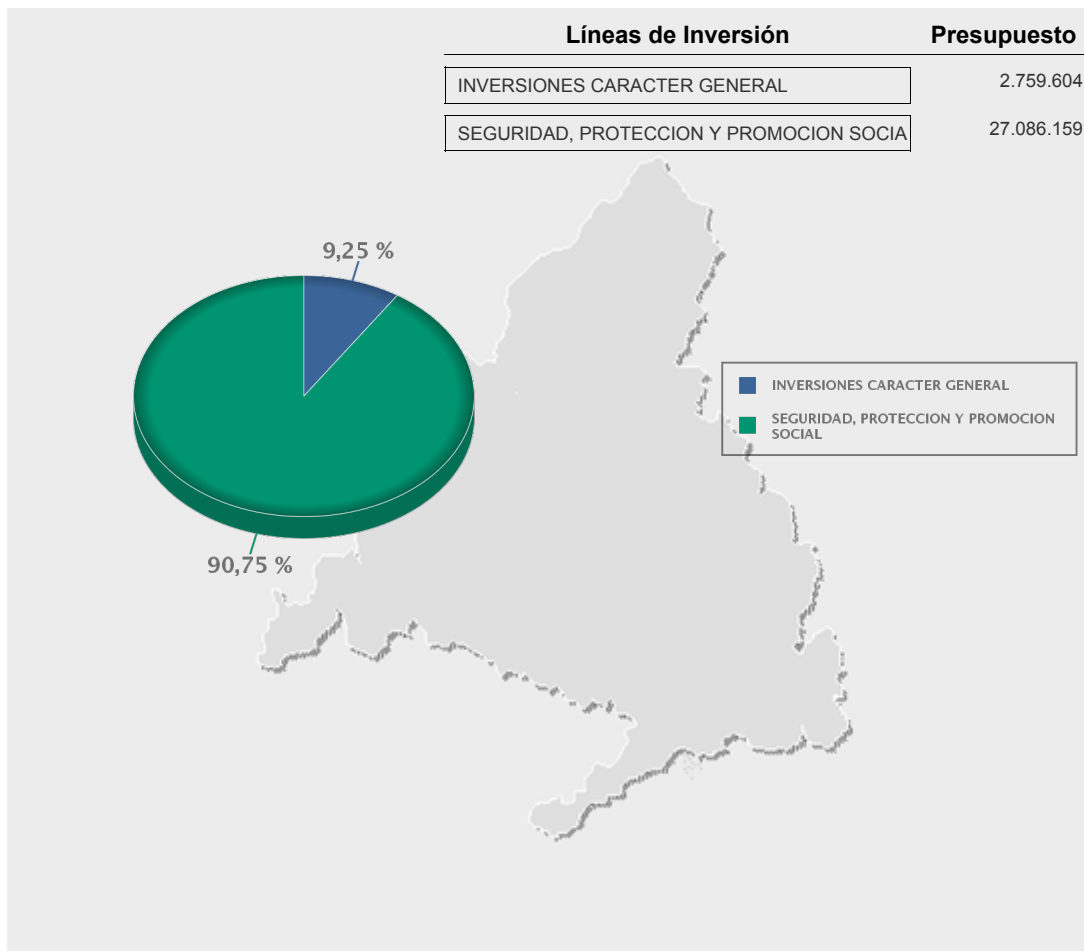 Líneas de Inversión Presupuesto
INVERSIONES CARACTER GENERAL 2.759.604
SEGURIDAD, PROTECCION Y PROMOCION SOCIA 27.086.159
9,25 %
INVERSIONES CARACTER GENERAL
SEGURIDAD, PROTECCION Y PROMOCION
SOCIAL
90,75 %